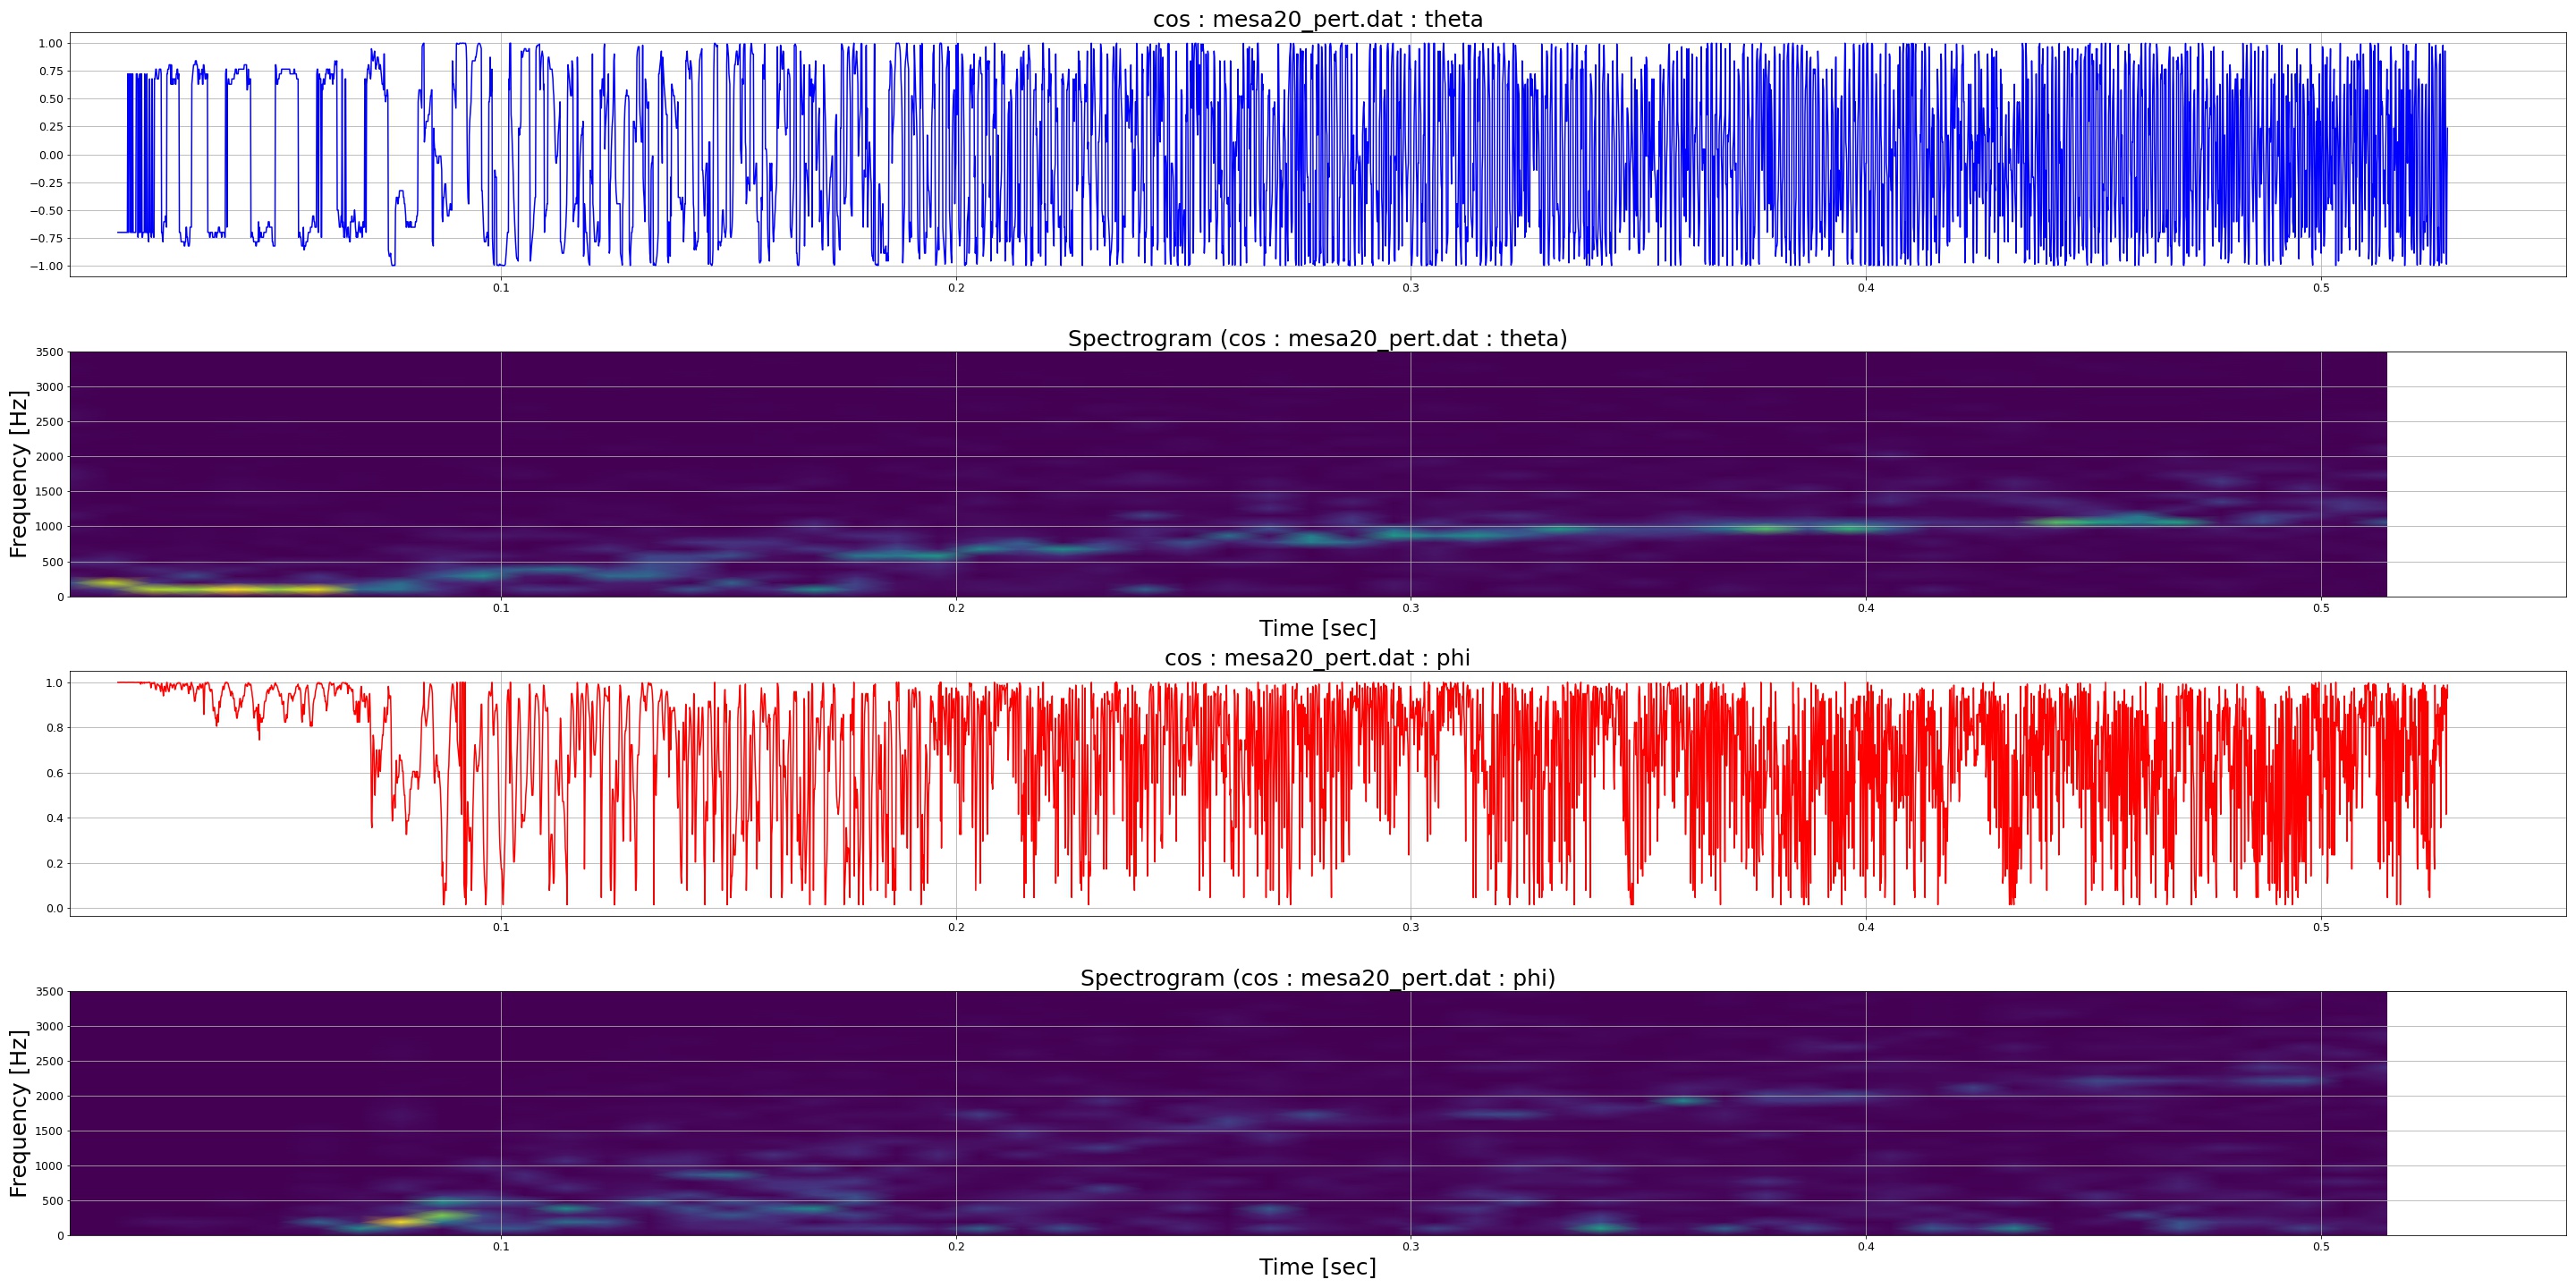 cos : mesa20_pert.dat : theta
1.00
0.75
0.50
0.25
0.00
−0.25
−0.50
−0.75
−1.00
0.1 0.2 0.3 0.4 0.5
Spectrogram (cos : mesa20_pert.dat : theta)
Frequency [Hz]
3500
3000
2500
2000
1500
1000
500
0
0.1 0.2 0.3 0.4 0.5
Time [sec]
cos : mesa20_pert.dat : phi
1.0
0.8
0.6
0.4
0.2
0.0
0.1 0.2 0.3 0.4 0.5
Spectrogram (cos : mesa20_pert.dat : phi)
Frequency [Hz]
3500
3000
2500
2000
1500
1000
500
0
0.1 0.2 0.3 0.4 0.5
Time [sec]